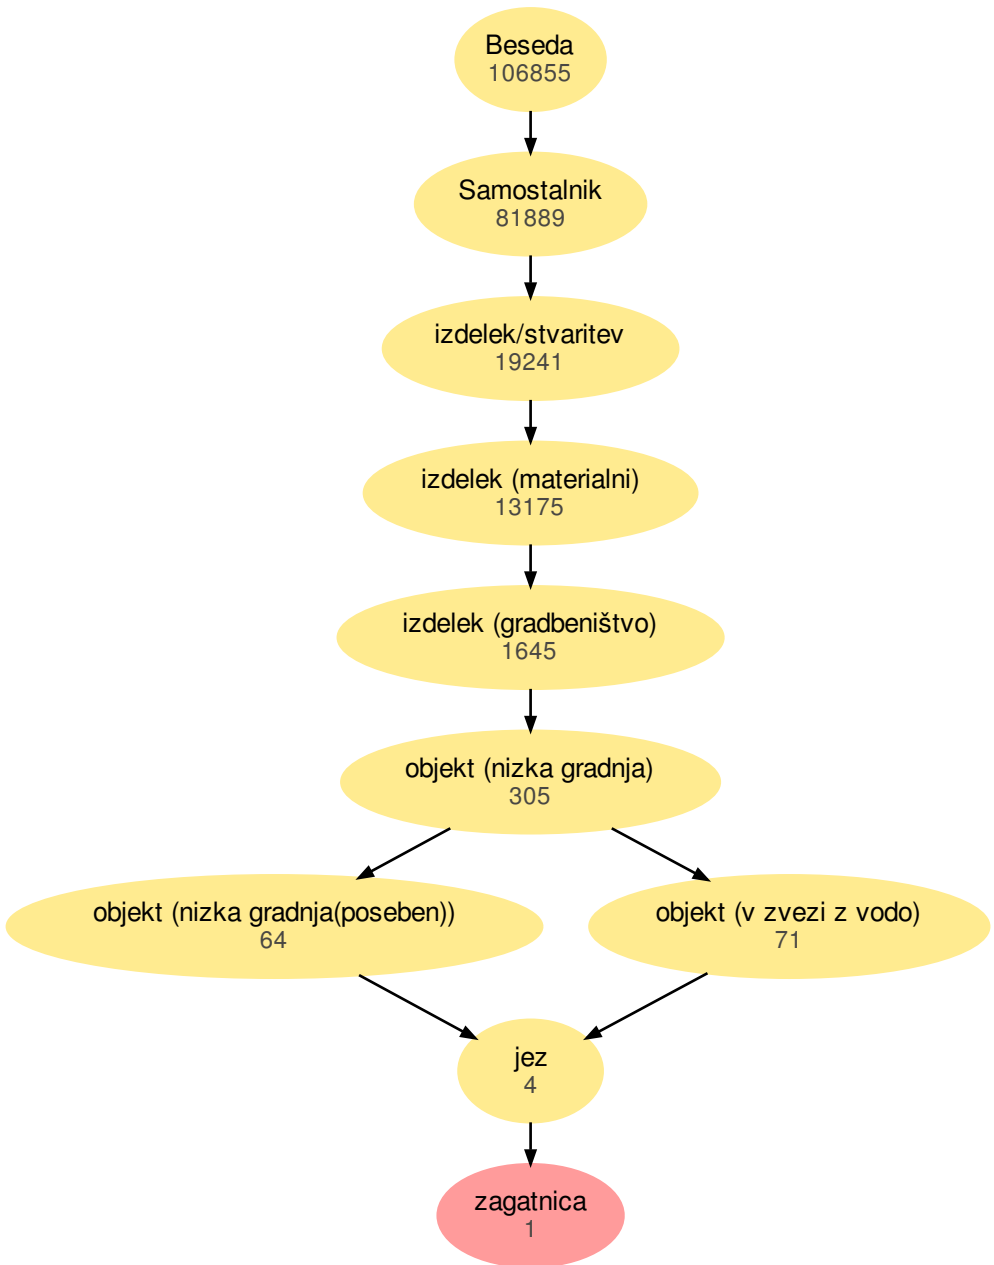 Beseda
106855
Samostalnik
81889
izdelek/stvaritev
19241
izdelek (materialni)
13175
izdelek (gradbeništvo)
1645
objekt (nizka gradnja)
305
objekt (nizka gradnja(poseben))
64
objekt (v zvezi z vodo)
71
jez
4
zagatnica
1